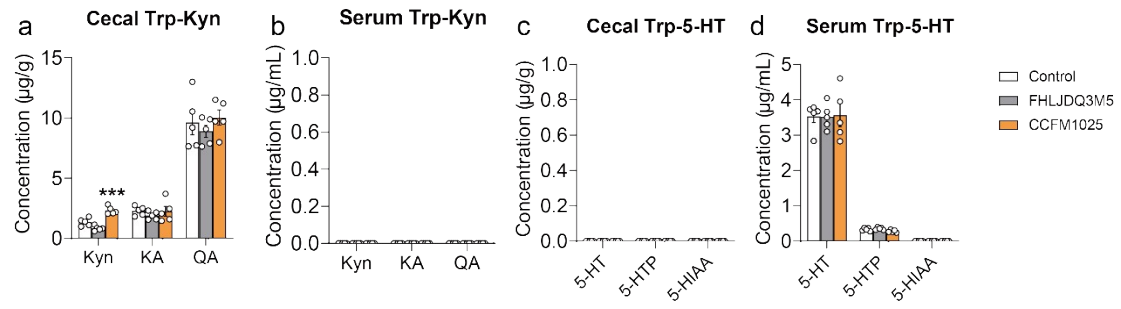 a
Cecal Trp-Kyn
Concentration (μg/g)
15
10
5
0
***
Kyn
KA
QA
b
Serum Trp-Kyn
Concentration (μg/mL)
1.0
0.8
0.6
0.4
0.2
0.0
Kyn
KA
QA
c
Cecal Trp-5-HT
Concentration (μg/g)
1.0
0.8
0.6
0.4
0.2
0.0
5-HT
5-HTP
5-HIAA
d
Serum Trp-5-HT
Concentration (μg/mL)
5
4
3
2
1
0
5-HT
5-HTP
5-HIAA
Control
FHLJDQ3M5
CCFM1025